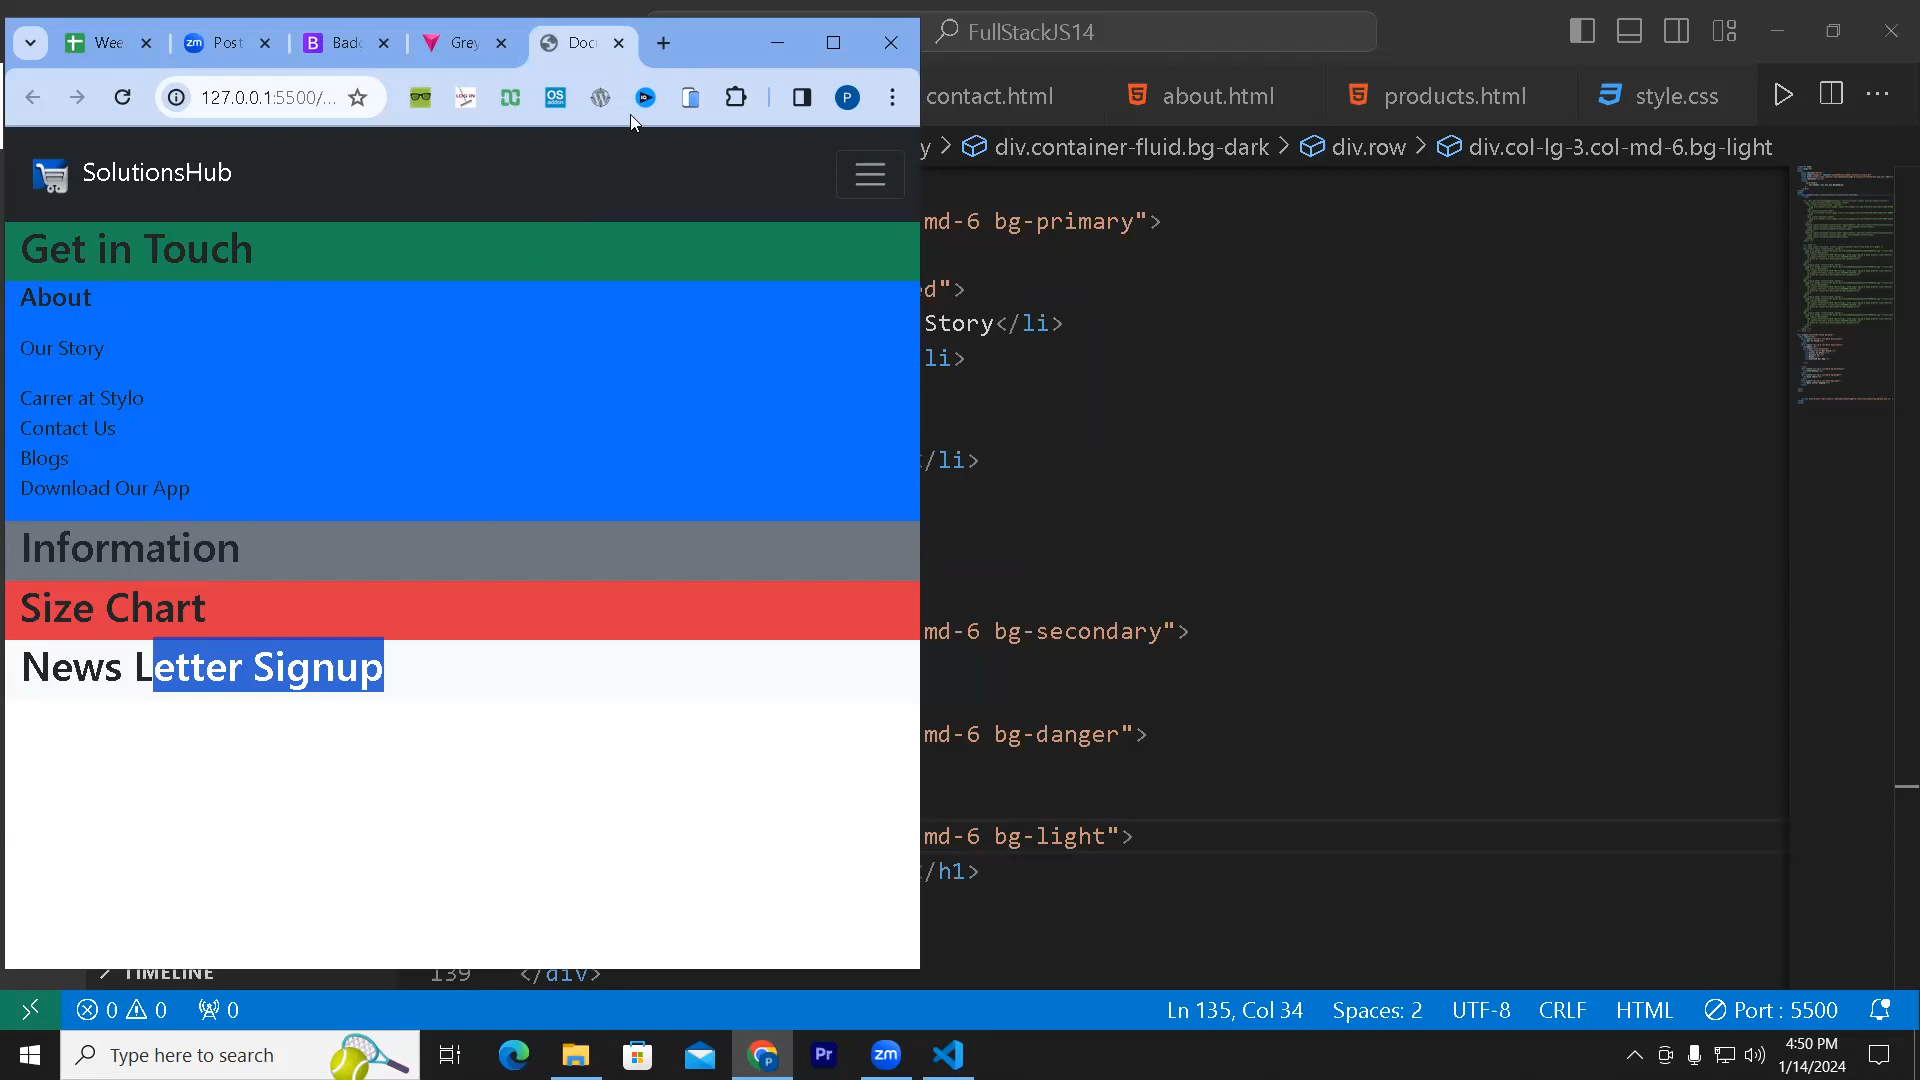 Wee
Post
Badg
Grey
Docu
FullStackJS14
127.0.0.1:5500/...
contact.html
about.html
products.html
style.css
y > div.container-fluid.bg-dark > div.row > div.col-lg-3.col-md-6.bg-light
SolutionsHub
Get in Touch
About
Our Story
Carrer at Stylo
Contact Us
Blogs
Download Our App
Information
Size Chart
News Letter Signup
md-6 bg-primary">
d">
Story</li>
li>
/li>
md-6 bg-secondary">
md-6 bg-danger">
md-6 bg-light">
/h1>
TIMELINE
139 </div>
0 0 0
Ln 135, Col 34
Spaces: 2
UTF-8
CRLF
HTML
Port : 5500
Type here to search
4:50 PM
1/14/2024